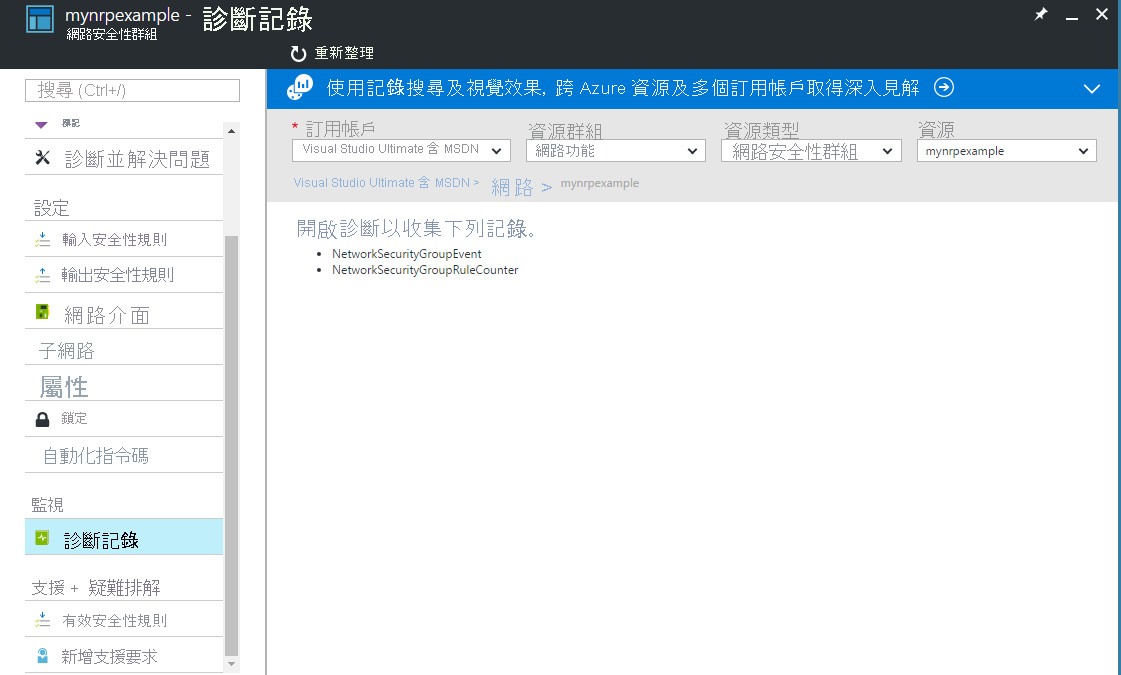 mynrpexample - 診斷記錄
網路安全性群組
重新整理
搜尋 (Ctrl+/)
標記
診斷並解決問題
設定
輸入安全性規則
輸出安全性規則
網路介面
子網路
屬性
鎖定
自動化指令碼
監視
診斷記錄
支援 + 疑難排解
有效安全性規則
新增支援要求
使用記錄搜尋及視覺效果, 跨 Azure 資源及多個訂用帳戶取得深入見解
* 訂用帳戶
Visual Studio Ultimate 含 MSDN
資源群組
網路功能
資源類型
網路安全性群組
資源
mynrpexample
Visual Studio Ultimate 含 MSDN > 網路 > mynrpexample
開啟診斷以收集下列記錄。
• NetworkSecurityGroupEvent
• NetworkSecurityGroupRuleCounter